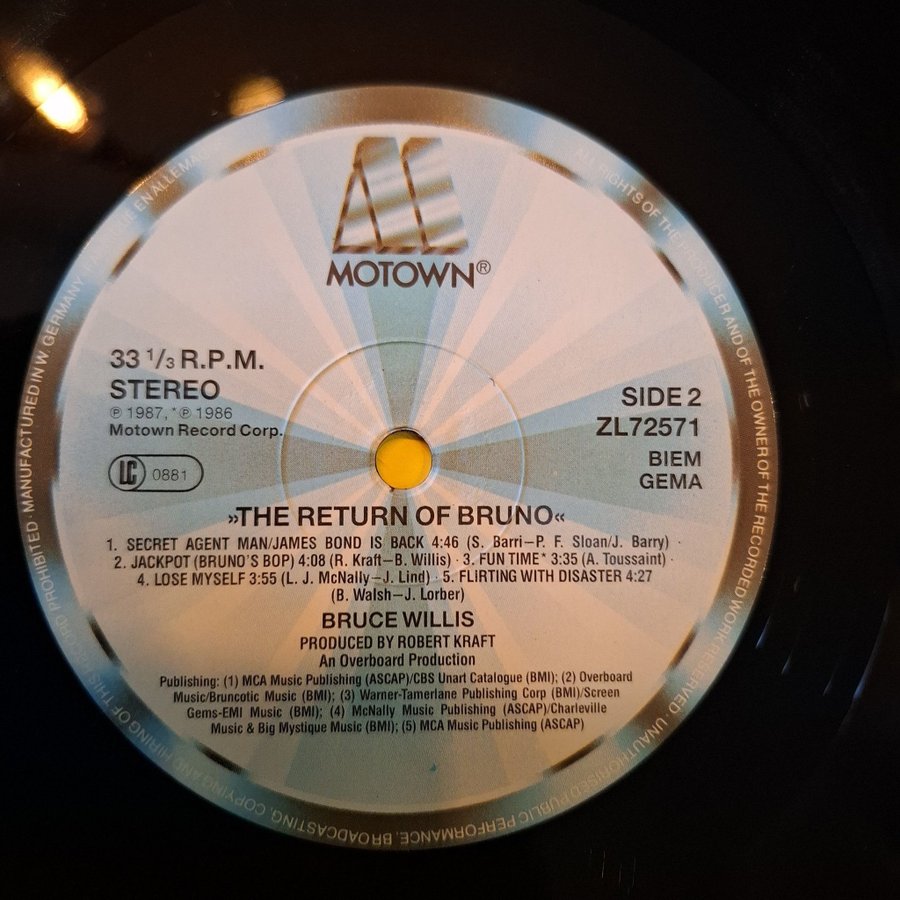 MOTOWN®
33 1/3 R.P.M.
STEREO
℗ 1987, *℗ 1986
Motown Record Corp.
LC 0881
SIDE 2
ZL72571
BIEM
GEMA
»THE RETURN OF BRUNO«
1. SECRET AGENT MAN/JAMES BOND IS BACK 4:46 (S. Barri–P. F. Sloan/J. Barry) ·
2. JACKPOT (BRUNO'S BOP) 4:08 (R. Kraft–B. Willis) · 3. FUN TIME* 3:35 (A. Toussaint) ·
4. LOSE MYSELF 3:55 (L. J. McNally–J. Lind) · 5. FLIRTING WITH DISASTER 4:27
(B. Walsh–J. Lorber)
BRUCE WILLIS
PRODUCED BY ROBERT KRAFT
An Overboard Production
Publishing: (1) MCA Music Publishing (ASCAP)/CBS Unart Catalogue (BMI); (2) Overboard
Music/Bruncotic Music (BMI); (3) Warner-Tamerlane Publishing Corp (BMI)/Screen
Gems-EMI Music (BMI); (4) McNally Music Publishing (ASCAP)/Charleville
Music & Big Mystique Music (BMI); (5) MCA Music Publishing (ASCAP)
ALL RIGHTS OF THE PRODUCER AND OF THE OWNER OF THE RECORDED WORK RESERVED · UNAUTHORISED PUBLIC PERFORMANCE, BROADCASTING, COPYING AND HIRING OF THIS RECORD PROHIBITED · MANUFACTURED IN W GERMANY · EN ALLEMAGNE